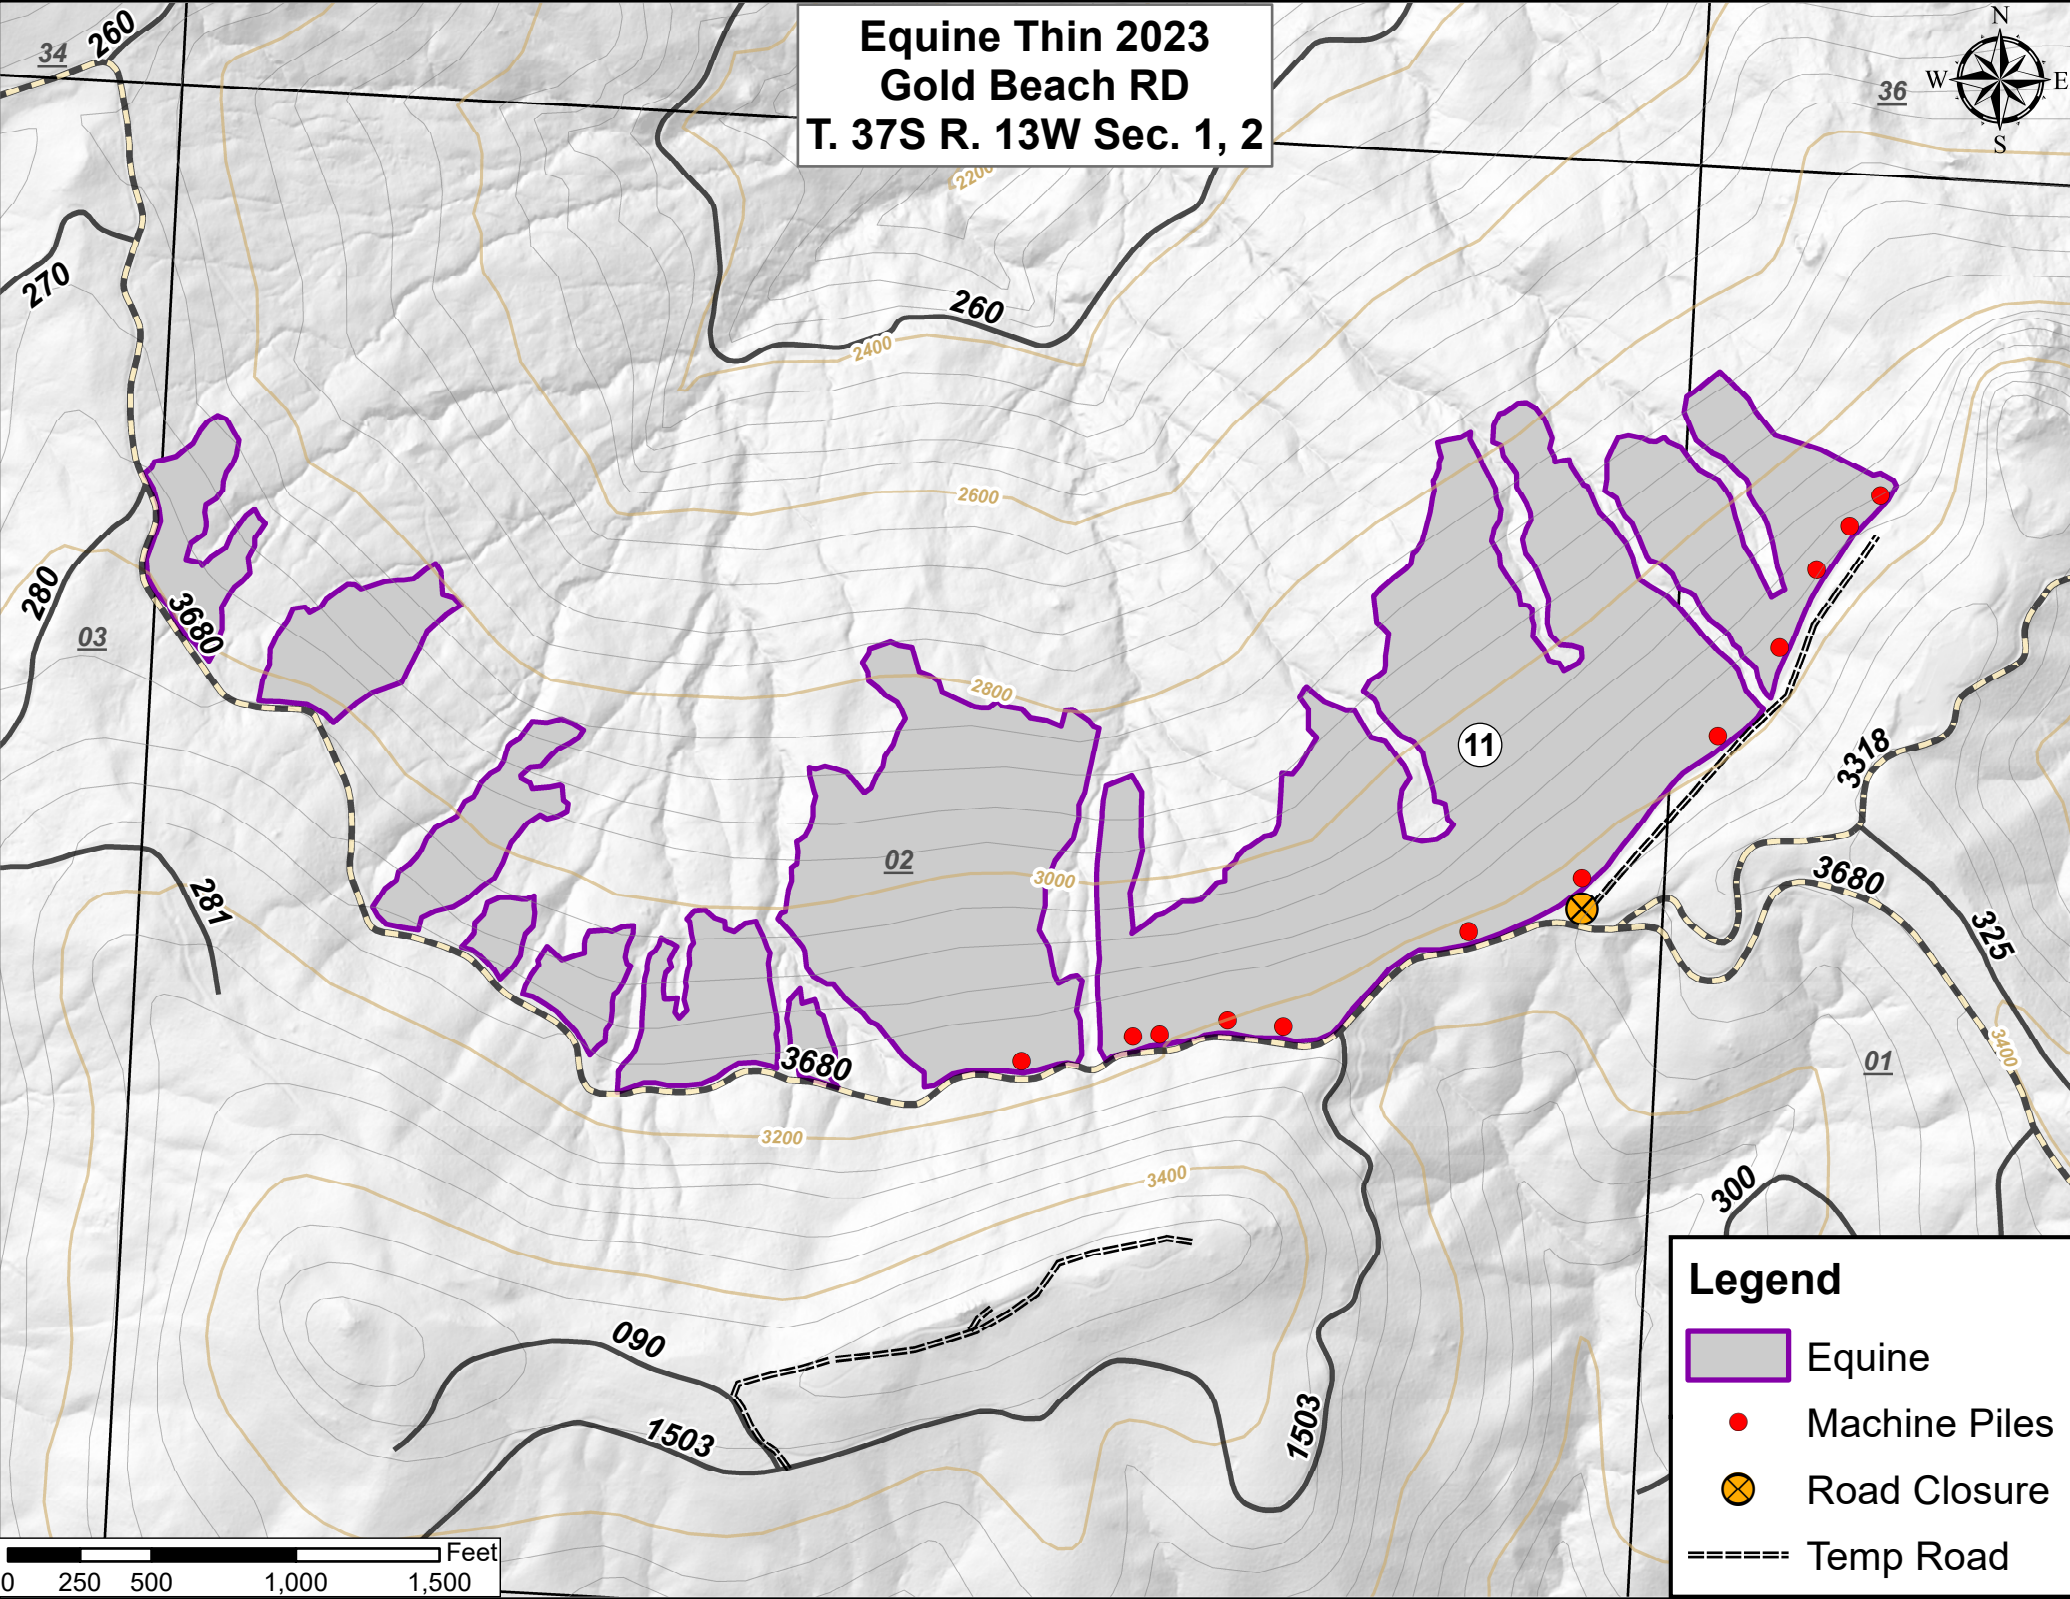 Equine Thin 2023
Gold Beach RD
T. 37S R. 13W Sec. 1, 2
N
W E
S
34
260
36
2200
270
260
2400
2600
280
3680
03
2800
11
3318
02
3000
3680
281
325
3680
3400
01
3200
3400
300
090
1503
1503
Legend
Equine
Machine Piles
Road Closure
Temp Road
Feet
0 250 500 1,000 1,500